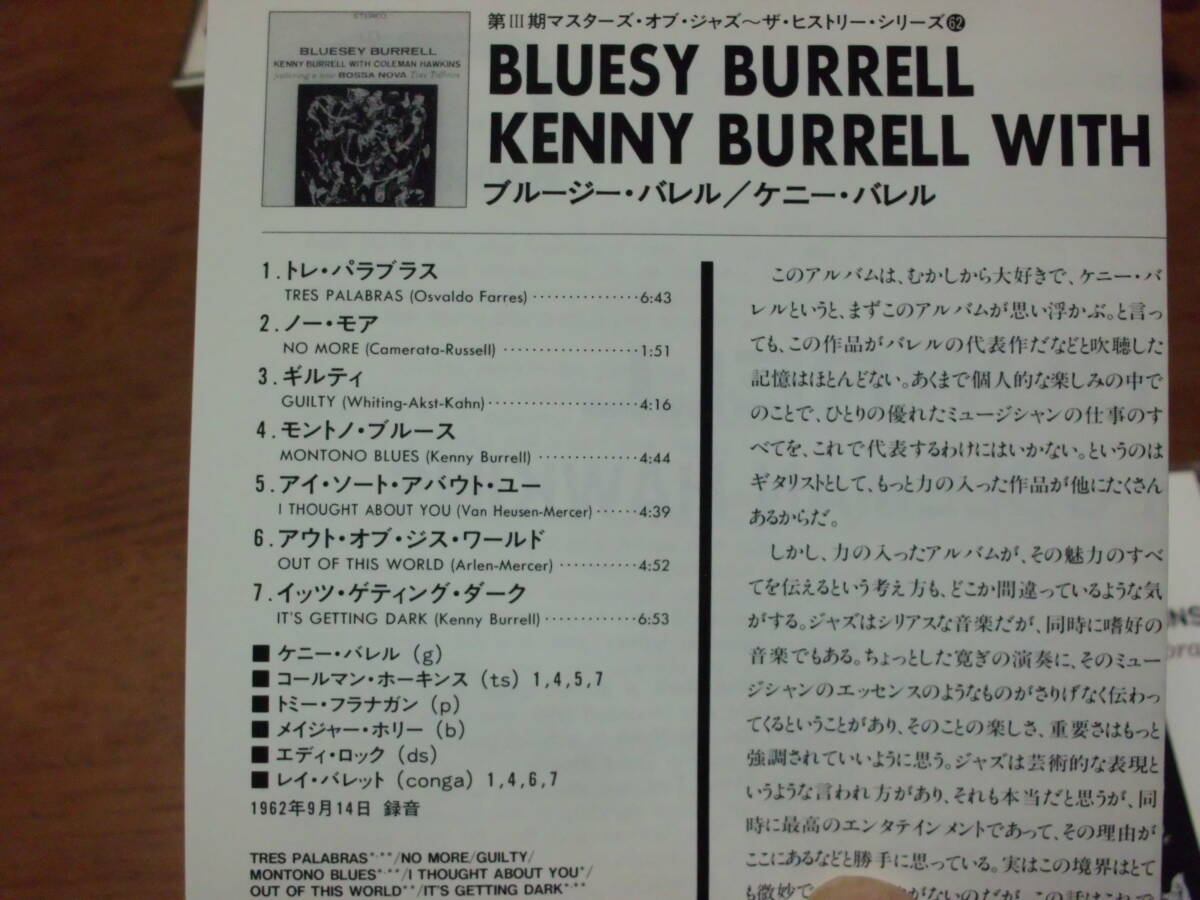 STEREO
BLUESEY BURRELL
KENNY BURRELL WITH COLEMAN HAWKINS
featuring a new BOSSA NOVA Tres Palabras
第III期マスターズ・オブ・ジャズ～ザ・ヒストリー・シリーズ62
BLUESY BURRELL
KENNY BURRELL WITH
ブルージー・バレル／ケニー・バレル
1.トレ・パラブラス
TRES PALABRAS (Osvaldo Farres) ・・・・・・・・・・・・6:43
2.ノー・モア
NO MORE (Camerata-Russell) ・・・・・・・・・・・・・・・1:51
3.ギルティ
GUILTY (Whiting-Akst-Kahn)・・・・・・・・・・・・・・・・・4:16
4.モントノ・ブルース
MONTONO BLUES (Kenny Burrell) ・・・・・・・・・・・・4:44
5.アイ・ソート・アバウト・ユー
I THOUGHT ABOUT YOU (Van Heusen-Mercer)・・・・・・4:39
6.アウト・オブ・ジス・ワールド
OUT OF THIS WORLD (Arlen-Mercer) ・・・・・・・・・・・4:52
7.イッツ・ゲティング・ダーク
IT'S GETTING DARK (Kenny Burrell)・・・・・・・・・・・・・6:53
■ ケニー・バレル (g)
■ コールマン・ホーキンス (ts) 1,4,5,7
■ トミー・フラナガン (p)
■ メイジャー・ホリー (b)
■ エディ・ロック (ds)
■ レイ・バレット (conga) 1,4,6,7
1962年9月14日 録音
TRES PALABRAS*・**/NO MORE/GUILTY/
MONTONO BLUES*・**/I THOUGHT ABOUT YOU*/
OUT OF THIS WORLD**/IT'S GETTING DARK*・**
このアルバムは、むかしから大好きで、ケニー・バ
レルというと、まずこのアルバムが思い浮かぶ。と言っ
ても、この作品がバレルの代表作だなどと吹聴した
記憶はほとんどない。あくまで個人的な楽しみの中で
のことで、ひとりの優れたミュージシャンの仕事のす
べてを、これで代表するわけにはいかない。というのは
ギタリストとして、もっと力の入った作品が他にたくさん
あるからだ。
しかし、力の入ったアルバムが、その魅力のすべ
てを伝えるという考え方も、どこか間違っているような気
がする。ジャズはシリアスな音楽だが、同時に嗜好の
音楽でもある。ちょっとした寛ぎの演奏に、そのミュー
ジシャンのエッセンスのようなものがさりげなく伝わっ
てくるということがあり、そのことの楽しさ、重要さはもっと
強調されていいように思う。ジャズは芸術的な表現と
いうような言われ方があり、それも本当だと思うが、同
時に最高のエンタテインメントであって、その理由が
ここにあるなどと勝手に思っている。実はこの境界はとて
も微妙で
がないのだが、この話はこれで
NS